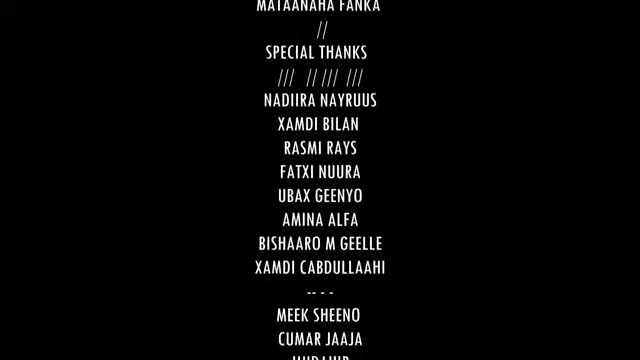 MATAANAHA FANKA
//
SPECIAL THANKS
/// // /// ///
NADIIRA NAYRUUS
XAMDI BILAN
RASMI RAYS
FATXI NUURA
UBAX GEENYO
AMINA ALFA
BISHAARO M GEELLE
XAMDI CABDULLAAHI
-- - -
MEEK SHEENO
CUMAR JAAJA